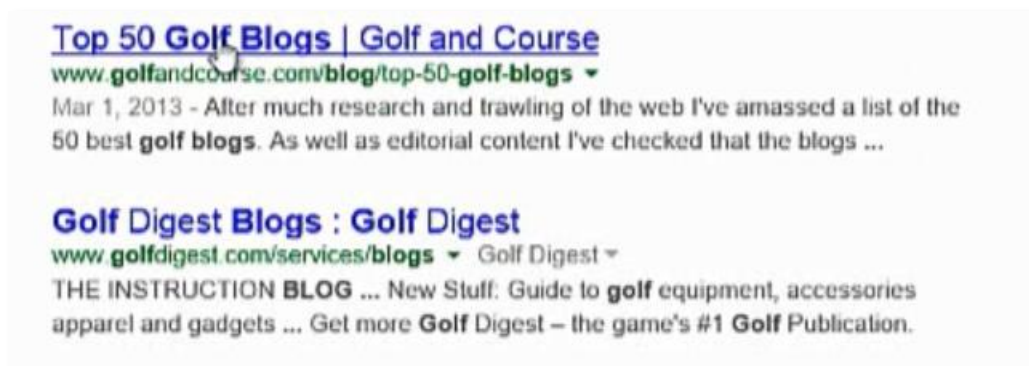 Top 50 Golf Blogs | Golf and Course
www.golfandcourse.com/blog/top-50-golf-blogs
Mar 1, 2013 - After much research and trawling of the web I've amassed a list of the
50 best golf blogs. As well as editorial content I've checked that the blogs ...
Golf Digest Blogs : Golf Digest
www.golfdigest.com/services/blogs Golf Digest
THE INSTRUCTION BLOG ... New Stuff: Guide to golf equipment, accessories
apparel and gadgets ... Get more Golf Digest – the game's #1 Golf Publication.